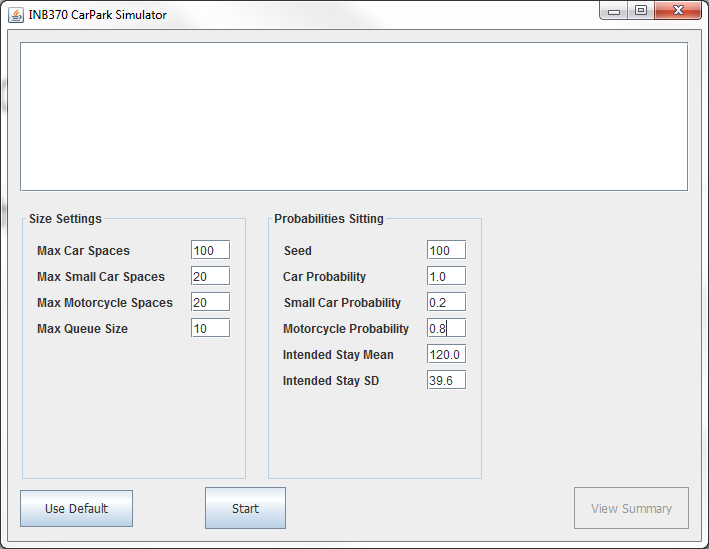 INB370 CarPark Simulator
Size Settings
Max Car Spaces 100
Max Small Car Spaces 20
Max Motorcycle Spaces 20
Max Queue Size 10
Probabilities Sitting
Seed 100
Car Probability 1.0
Small Car Probability 0.2
Motorcycle Probability 0.8
Intended Stay Mean 120.0
Intended Stay SD 39.6
Use Default
Start
View Summary